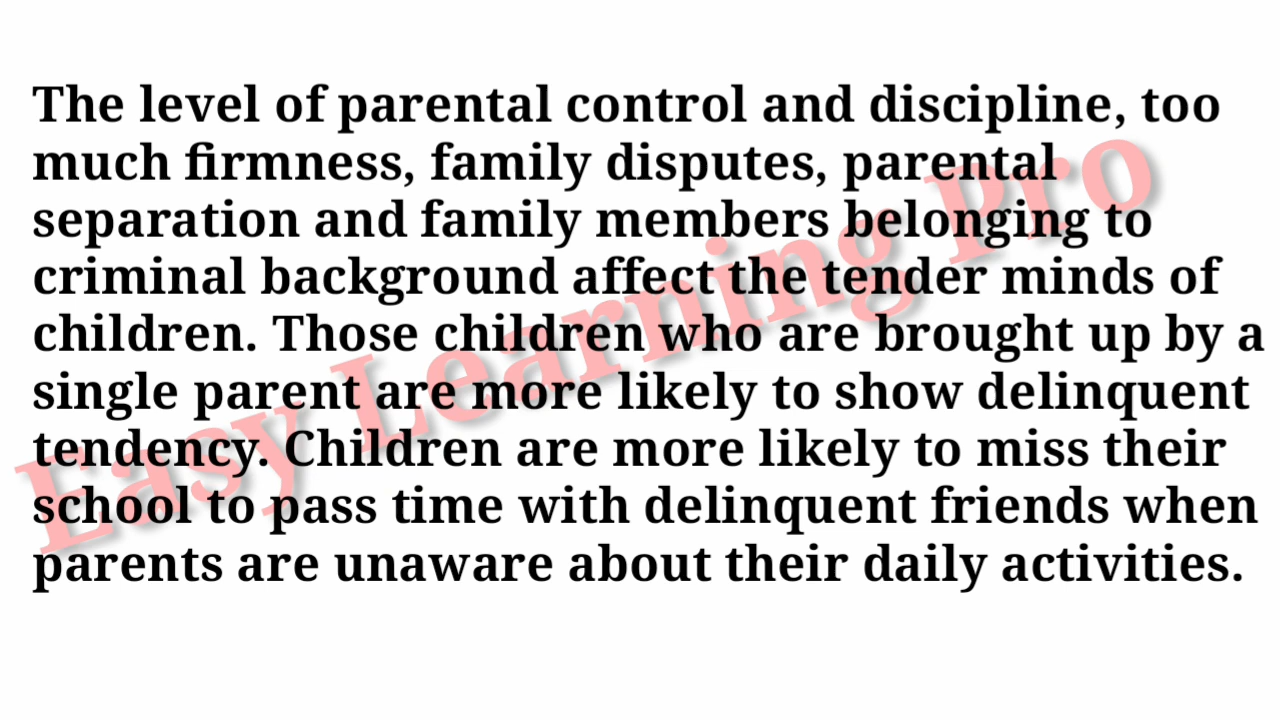 The level of parental control and discipline, too
much firmness, family disputes, parental
separation and family members belonging to
criminal background affect the tender minds of
children. Those children who are brought up by a
single parent are more likely to show delinquent
tendency. Children are more likely to miss their
school to pass time with delinquent friends when
parents are unaware about their daily activities.
Easy Learning Pro